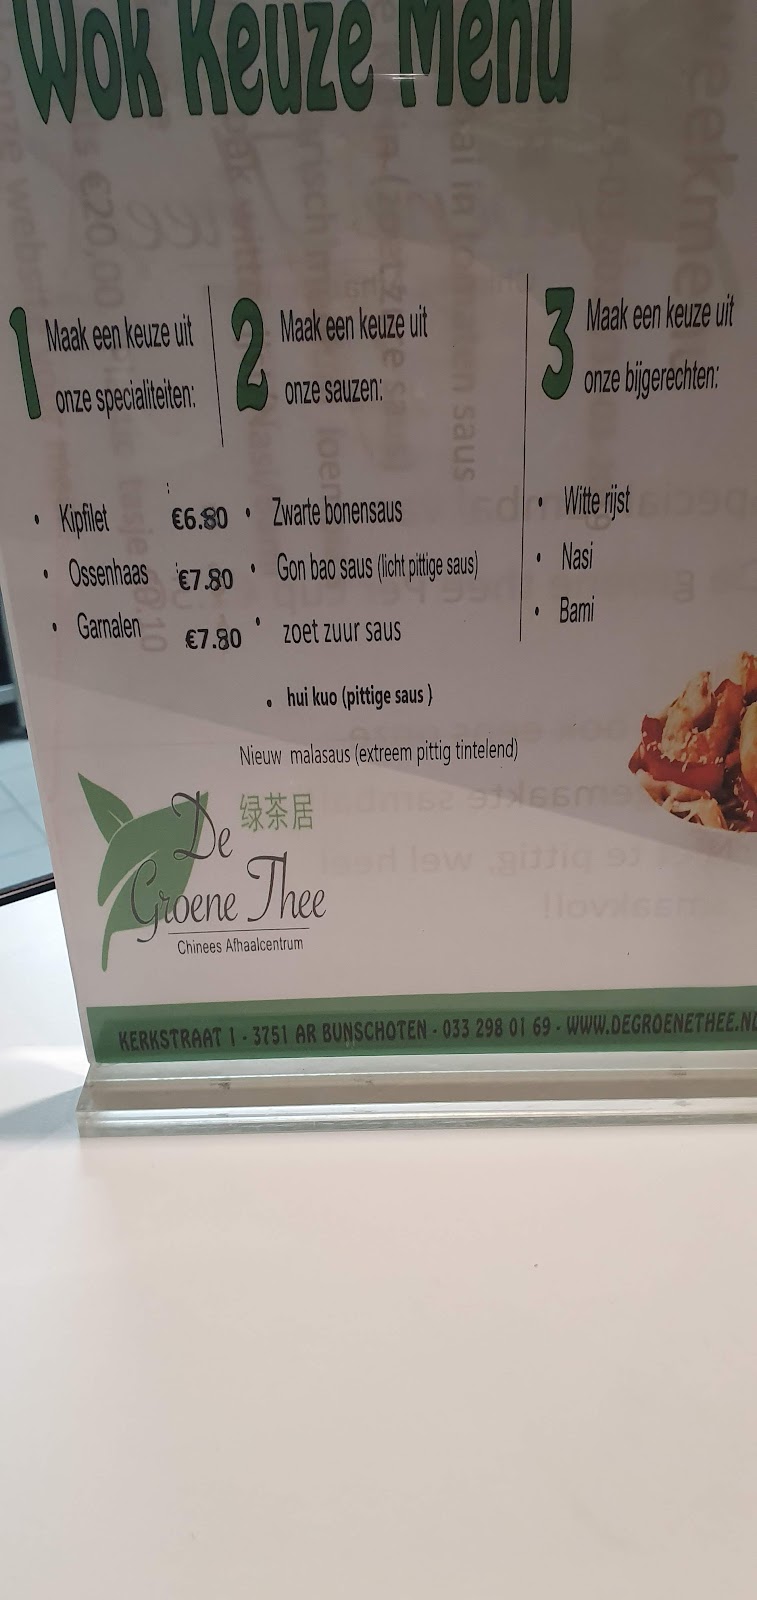 Wok Keuze Menu
1 Maak een keuze uit
onze specialiteiten:
• Kipfilet €6.80
• Ossenhaas €7.80
• Garnalen €7.80
2 Maak een keuze uit
onze sauzen:
• Zwarte bonensaus
• Gon bao saus (licht pittige saus)
• zoet zuur saus
• hui kuo (pittige saus )
Nieuw malasaus (extreem pittig tintelend)
3 Maak een keuze uit
onze bijgerechten:
• Witte rijst
• Nasi
• Bami
绿茶居
De
Groene Thee
Chinees Afhaalcentrum
KERKSTRAAT 1 - 3751 AR BUNSCHOTEN - 033 298 01 69 - WWW.DEGROENETHEE.NL